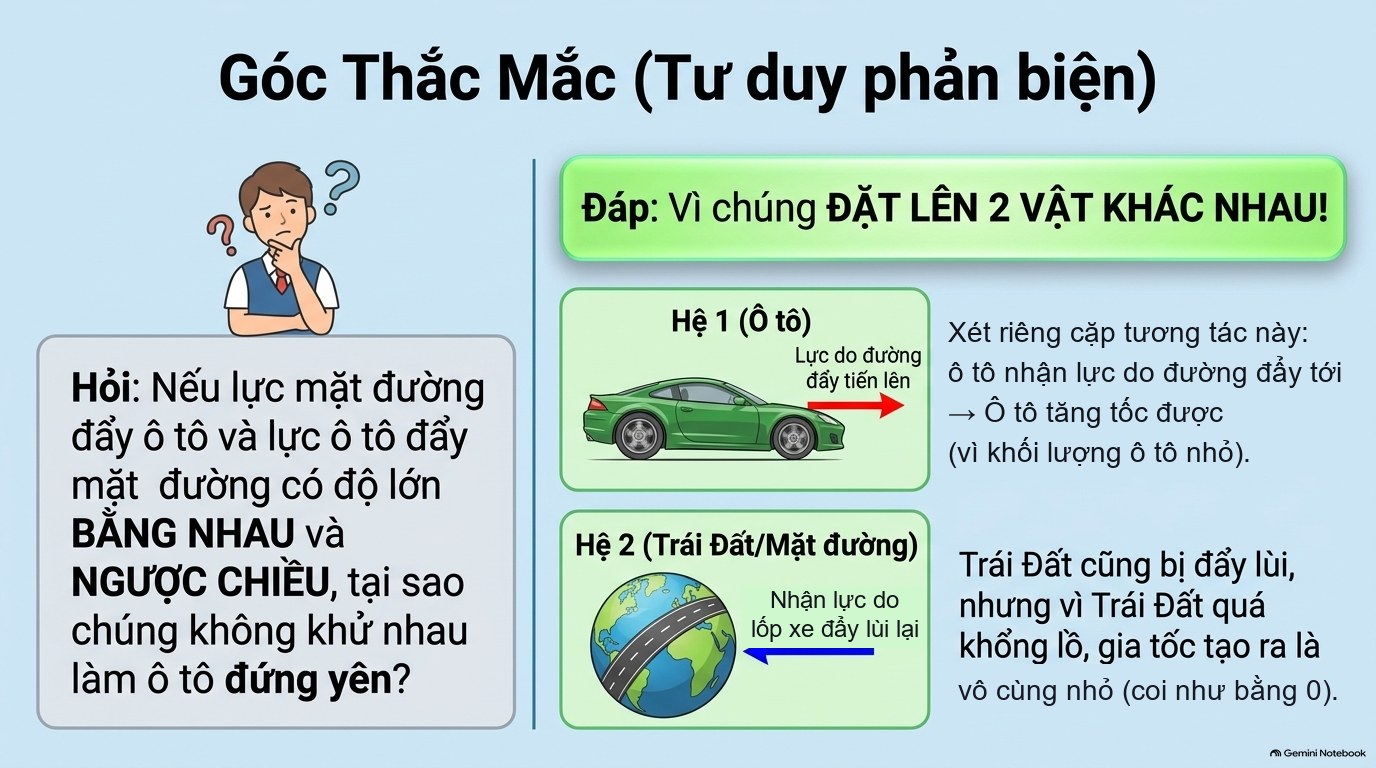 Góc Thắc Mắc (Tư duy phản biện)
Hỏi: Nếu lực mặt đường
đẩy ô tô và lực ô tô đẩy
mặt đường có độ lớn
BẰNG NHAU và
NGƯỢC CHIỀU, tại sao
chúng không khử nhau
làm ô tô đứng yên?
Đáp: Vì chúng ĐẶT LÊN 2 VẬT KHÁC NHAU!
Hệ 1 (Ô tô)
Lực do đường
đẩy tiến lên
Xét riêng cặp tương tác này:
ô tô nhận lực do đường đẩy tới
→ Ô tô tăng tốc được
(vì khối lượng ô tô nhỏ).
Hệ 2 (Trái Đất/Mặt đường)
Nhận lực do
lốp xe đẩy lùi lại
Trái Đất cũng bị đẩy lùi,
nhưng vì Trái Đất quá
khổng lồ, gia tốc tạo ra là
vô cùng nhỏ (coi như bằng 0).
Gemini Notebook